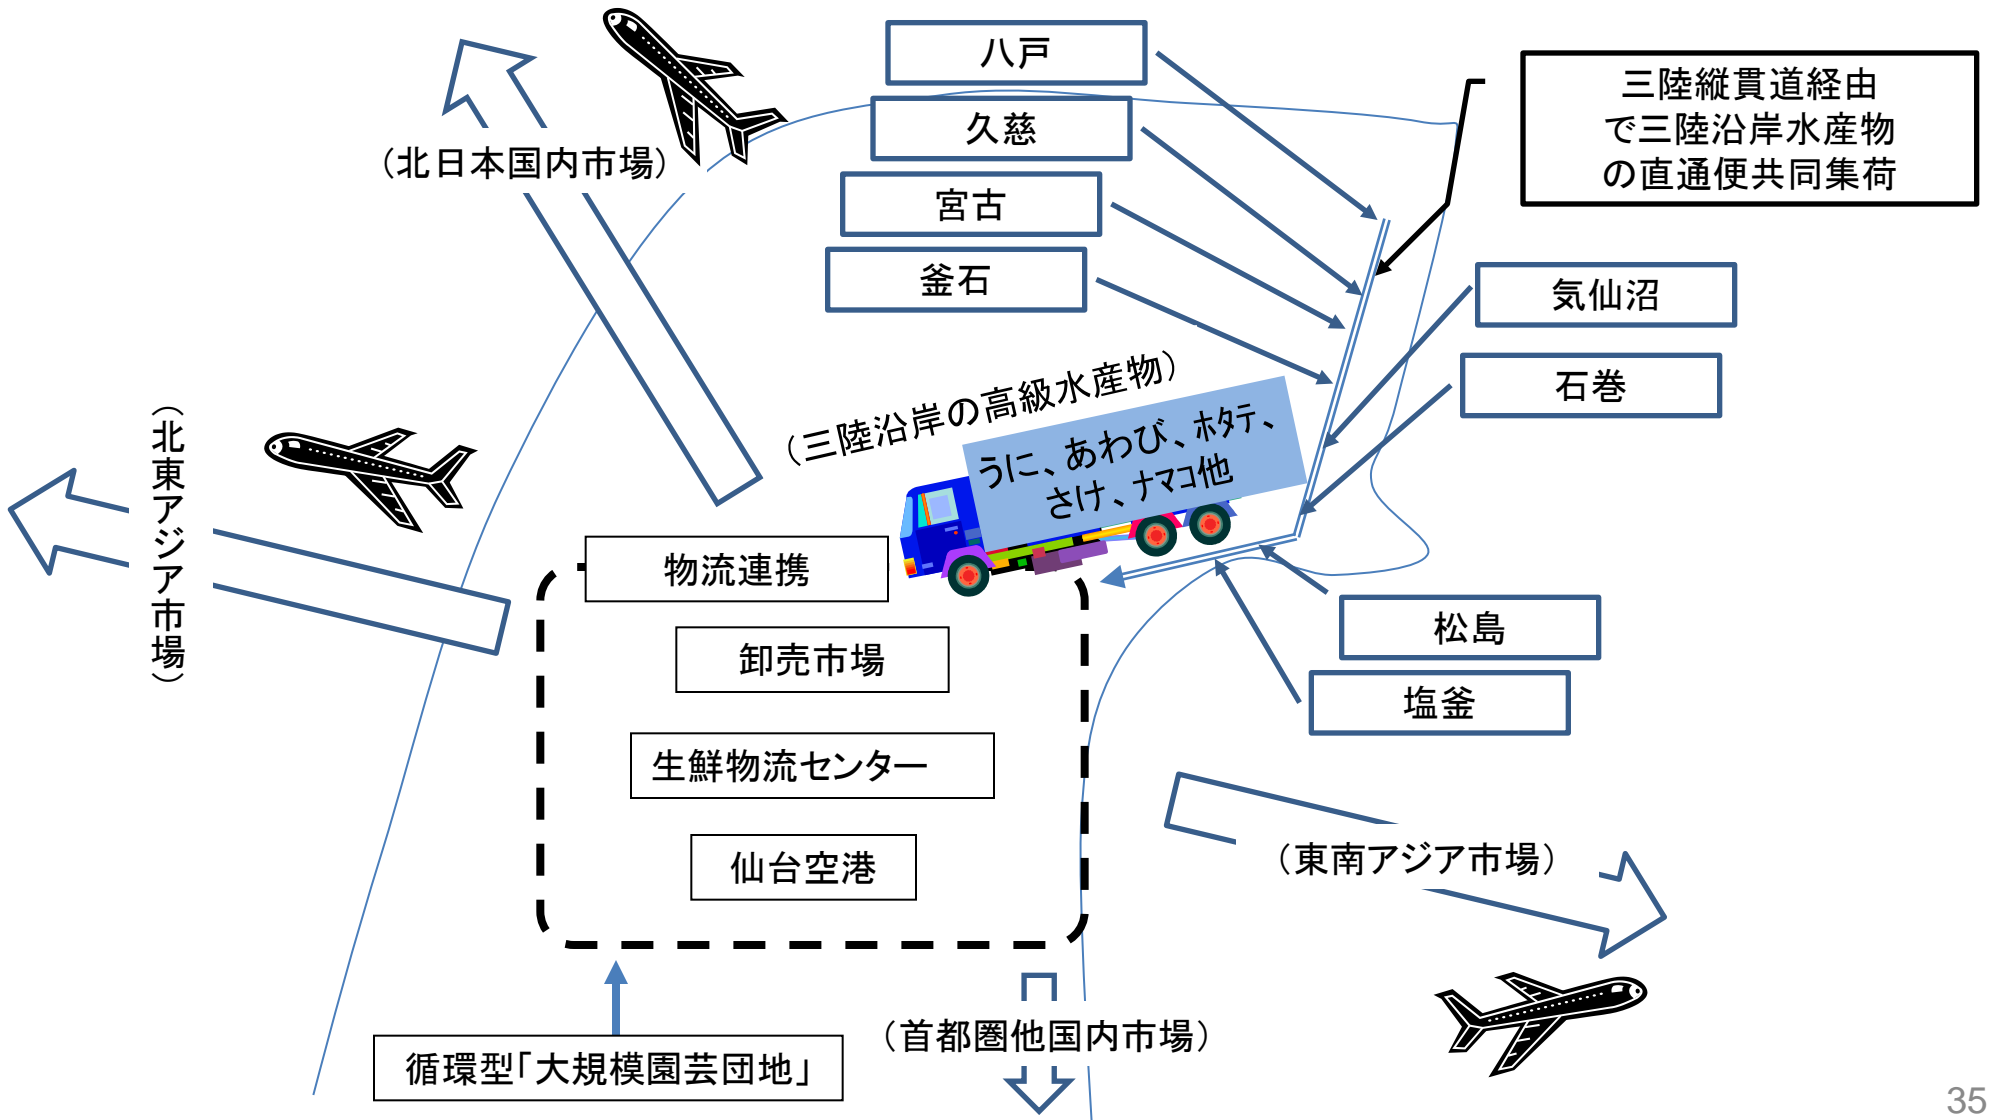 八戸
久慈
宮古
釜石
三陸縦貫道経由
で三陸沿岸水産物
の直通便共同集荷
（北日本国内市場）
気仙沼
石巻
（三陸沿岸の高級水産物）
うに、あわび、ﾎﾀﾃ、
さけ、ﾅﾏｺ他
（北東アジア市場）
物流連携
卸売市場
生鮮物流センター
仙台空港
松島
塩釜
（東南アジア市場）
循環型「大規模園芸団地」
（首都圏他国内市場）
35